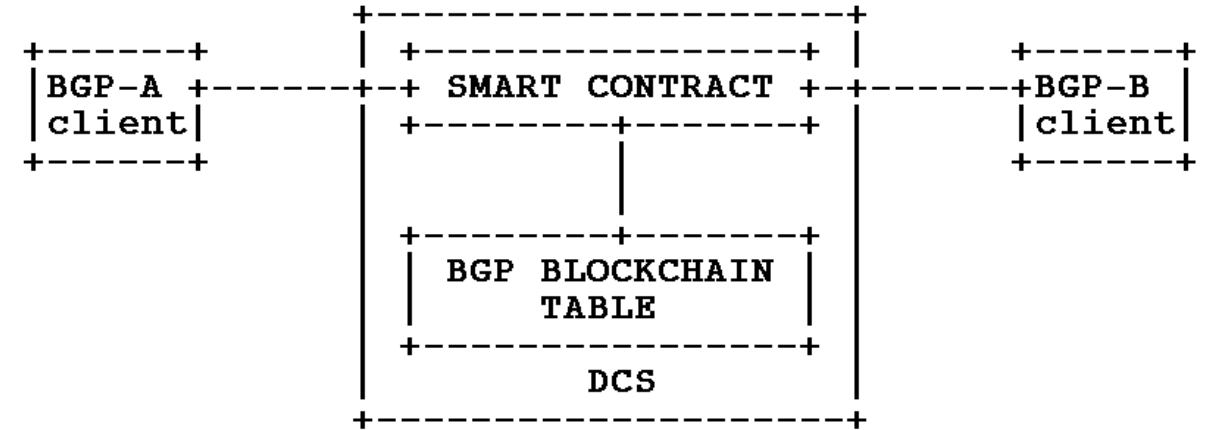 BGP-A
client
SMART CONTRACT
BGP-B
client
BGP BLOCKCHAIN
TABLE
DCS